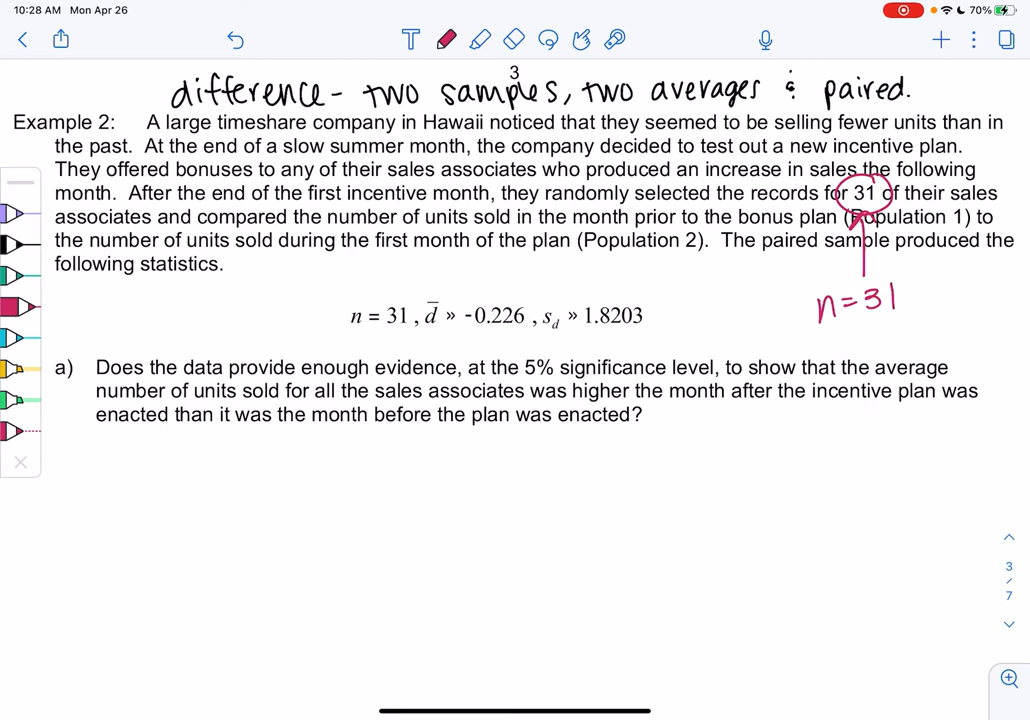 10:28 AM Mon Apr 26
70%
3
difference - two samples, two averages & paired.
Example 2: A large timeshare company in Hawaii noticed that they seemed to be selling fewer units than in
the past. At the end of a slow summer month, the company decided to test out a new incentive plan.
They offered bonuses to any of their sales associates who produced an increase in sales the following
month. After the end of the first incentive month, they randomly selected the records for 31 of their sales
associates and compared the number of units sold in the month prior to the bonus plan (Population 1) to
the number of units sold during the first month of the plan (Population 2). The paired sample produced the
following statistics.
n = 31
n = 31 , d̅ » -0.226 , s_d » 1.8203
a) Does the data provide enough evidence, at the 5% significance level, to show that the average
number of units sold for all the sales associates was higher the month after the incentive plan was
enacted than it was the month before the plan was enacted?
3
/
7